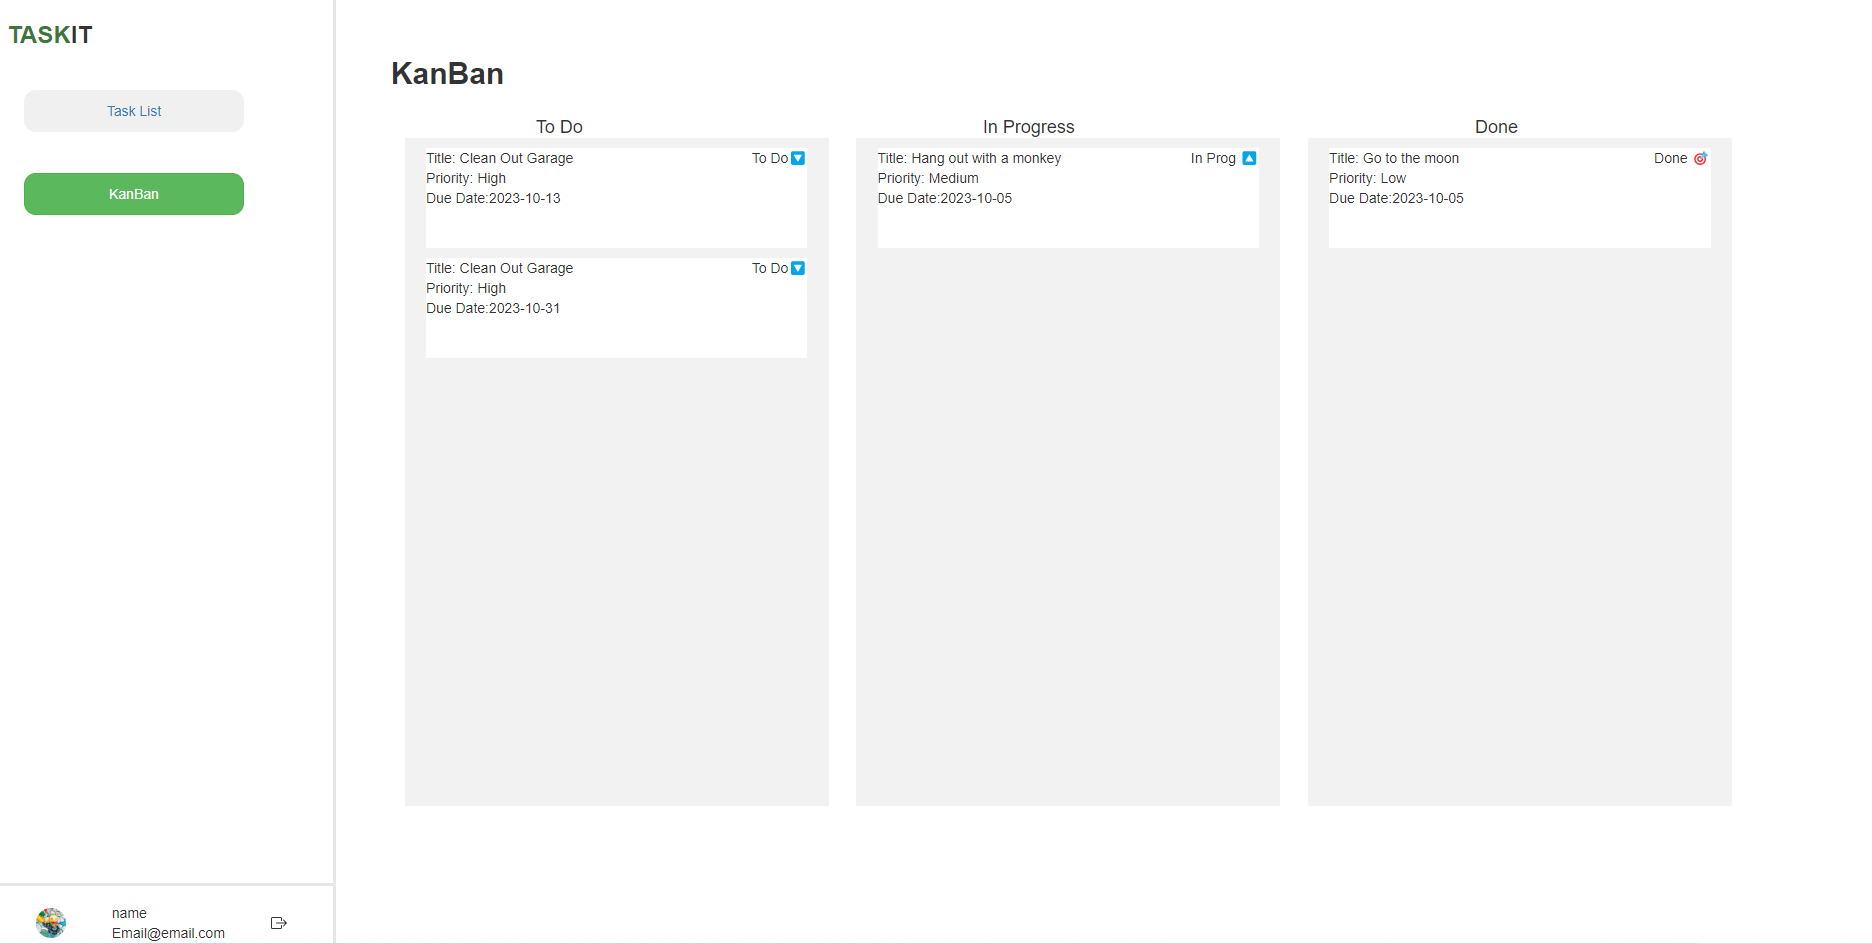 TASKIT
Task List
KanBan
KanBan
To Do
Title: Clean Out Garage To Do
Priority: High
Due Date:2023-10-13
Title: Clean Out Garage To Do
Priority: High
Due Date:2023-10-31
In Progress
Title: Hang out with a monkey In Prog
Priority: Medium
Due Date:2023-10-05
Done
Title: Go to the moon Done
Priority: Low
Due Date:2023-10-05
name
Email@email.com